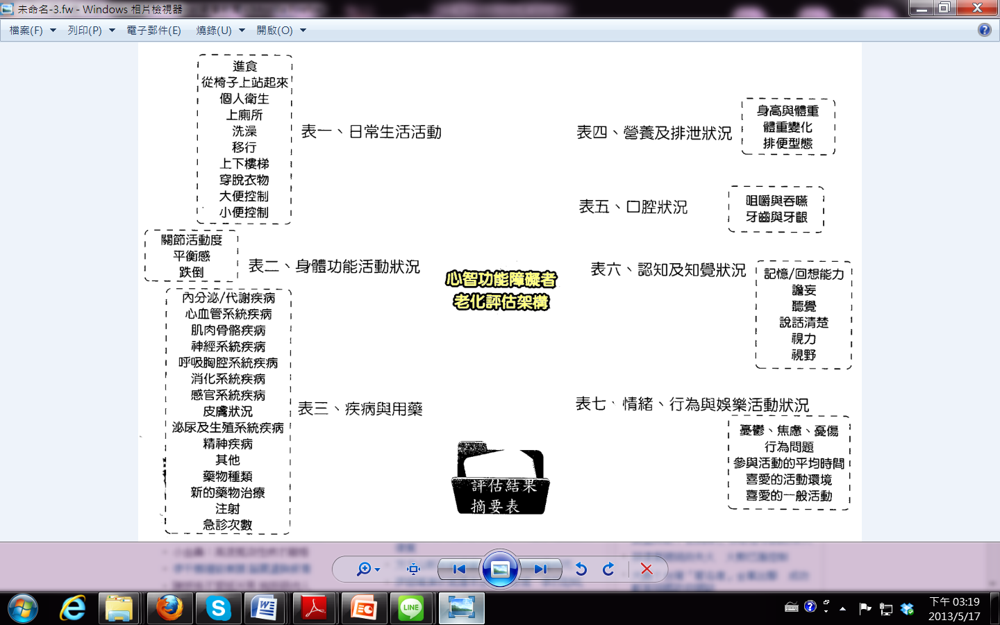 未命名-3.fw - Windows 相片檢視器
檔案(F) 列印(P) 電子郵件(E) 燒錄(U) 開啟(O)
進食
從椅子上站起來
個人衛生
上廁所
洗澡
移行
上下樓梯
穿脫衣物
大便控制
小便控制
表一、日常生活活動
關節活動度
平衡感
跌倒
表二、身體功能活動狀況
內分泌/代謝疾病
心血管系統疾病
肌肉骨骼疾病
神經系統疾病
呼吸胸腔系統疾病
消化系統疾病
感官系統疾病
皮膚狀況
泌尿及生殖系統疾病
精神疾病
其他
藥物種類
新的藥物治療
注射
急診次數
表三、疾病與用藥
心智功能障礙者
老化評估架構
評估結果
摘要表
表四、營養及排泄狀況
身高與體重
體重變化
排便型態
表五、口腔狀況
咀嚼與吞嚥
牙齒與牙齦
表六、認知及知覺狀況
記憶/回想能力
譫妄
聽覺
說話清楚
視力
視野
表七、情緒、行為與娛樂活動狀況
憂鬱、焦慮、憂傷
行為問題
參與活動的平均時間
喜愛的活動環境
喜愛的一般活動
LINE
下午 03:19
2013/5/17